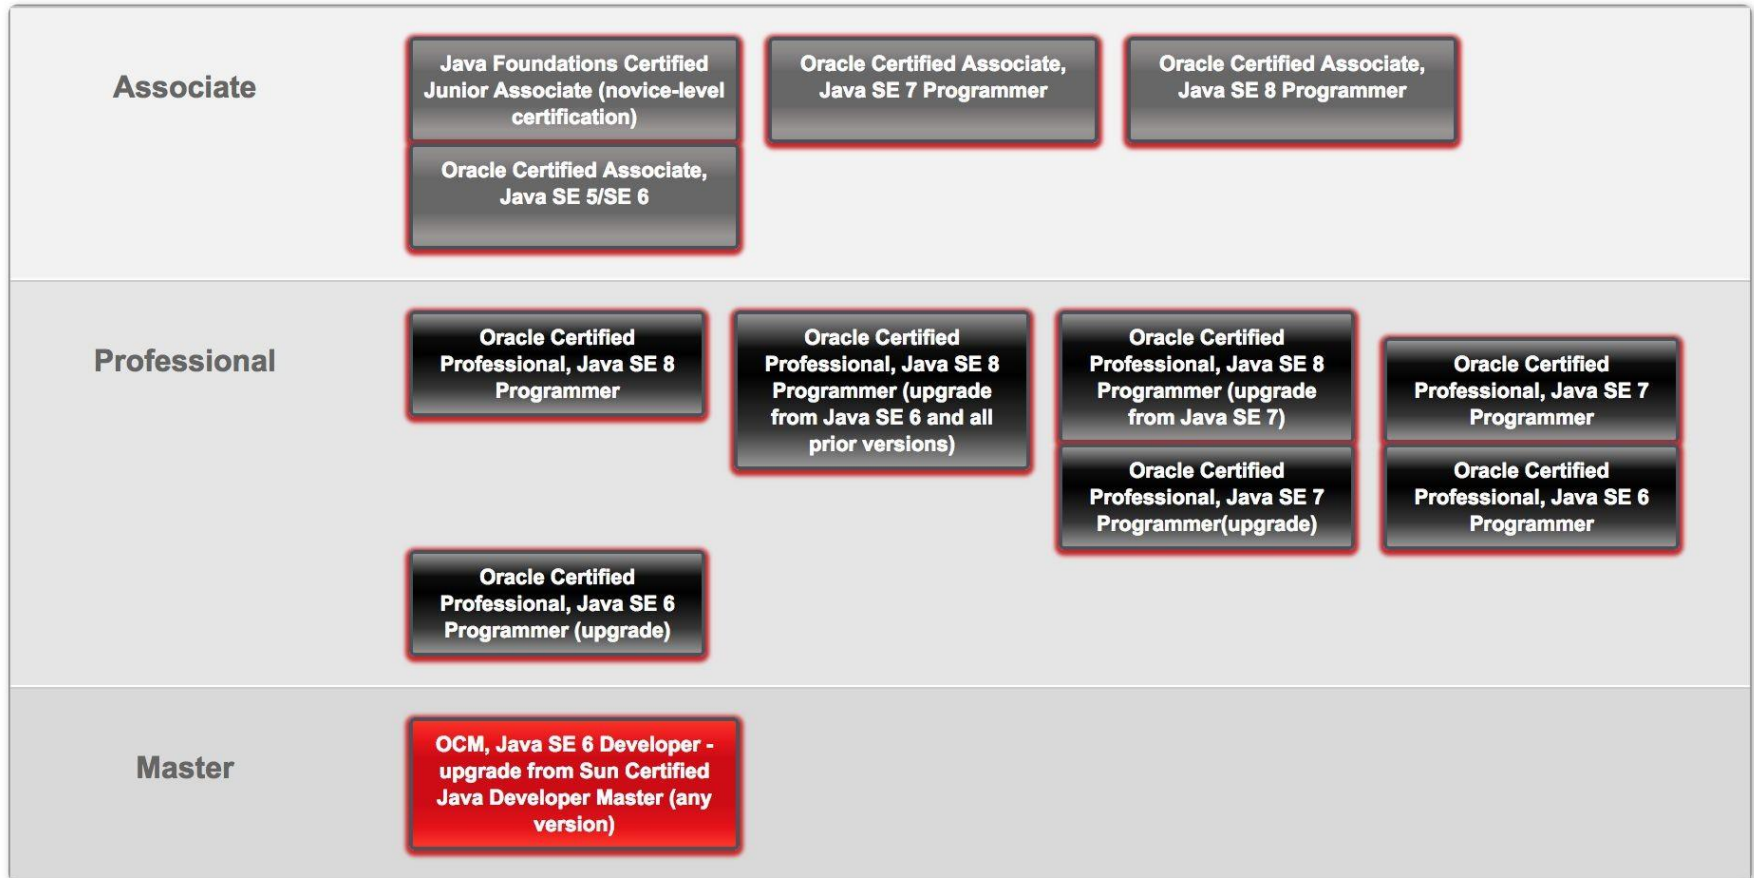 Associate
Java Foundations Certified
Junior Associate (novice-level
certification)
Oracle Certified Associate,
Java SE 7 Programmer
Oracle Certified Associate,
Java SE 8 Programmer
Oracle Certified Associate,
Java SE 5/SE 6
Professional
Oracle Certified
Professional, Java SE 8
Programmer
Oracle Certified
Professional, Java SE 8
Programmer (upgrade
from Java SE 6 and all
prior versions)
Oracle Certified
Professional, Java SE 8
Programmer (upgrade
from Java SE 7)
Oracle Certified
Professional, Java SE 7
Programmer
Oracle Certified
Professional, Java SE 7
Programmer(upgrade)
Oracle Certified
Professional, Java SE 6
Programmer
Oracle Certified
Professional, Java SE 6
Programmer (upgrade)
Master
OCM, Java SE 6 Developer -
upgrade from Sun Certified
Java Developer Master (any
version)